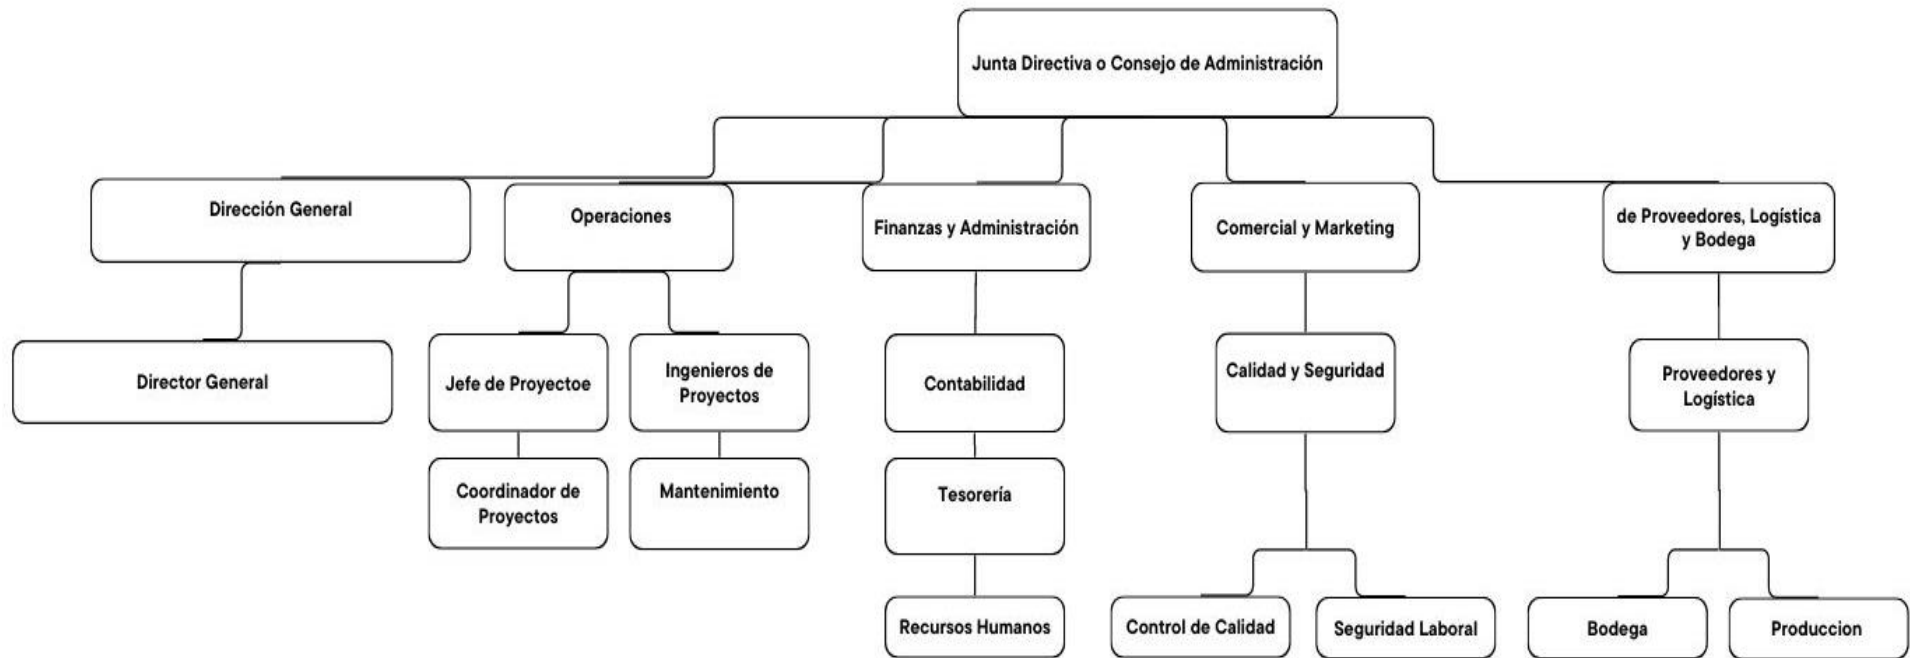 Junta Directiva o Consejo de Administración
Dirección General
Operaciones
Finanzas y Administración
Comercial y Marketing
de Proveedores, Logística
y Bodega
Director General
Jefe de Proyectoe
Ingenieros de
Proyectos
Contabilidad
Calidad y Seguridad
Proveedores y
Logística
Coordinador de
Proyectos
Mantenimiento
Tesorería
Recursos Humanos
Control de Calidad
Seguridad Laboral
Bodega
Produccion